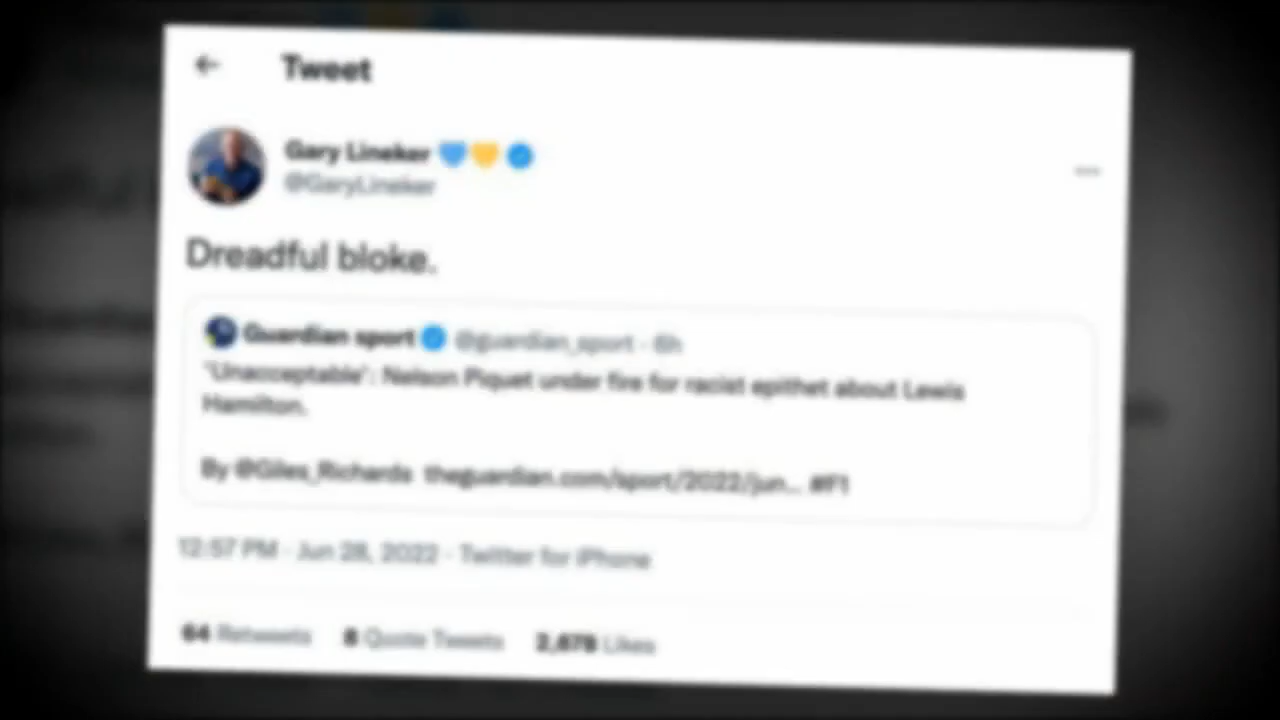 Tweet
Gary Lineker 💙💛
@GaryLineker
Dreadful bloke.
Guardian sport @guardian_sport · 6h
'Unacceptable': Nelson Piquet under fire for racist epithet about Lewis
Hamilton.
By @Giles_Richards theguardian.com/sport/2022/jun... #F1
12:57 PM · Jun 28, 2022 · Twitter for iPhone
64 Retweets 8 Quote Tweets 2,678 Likes